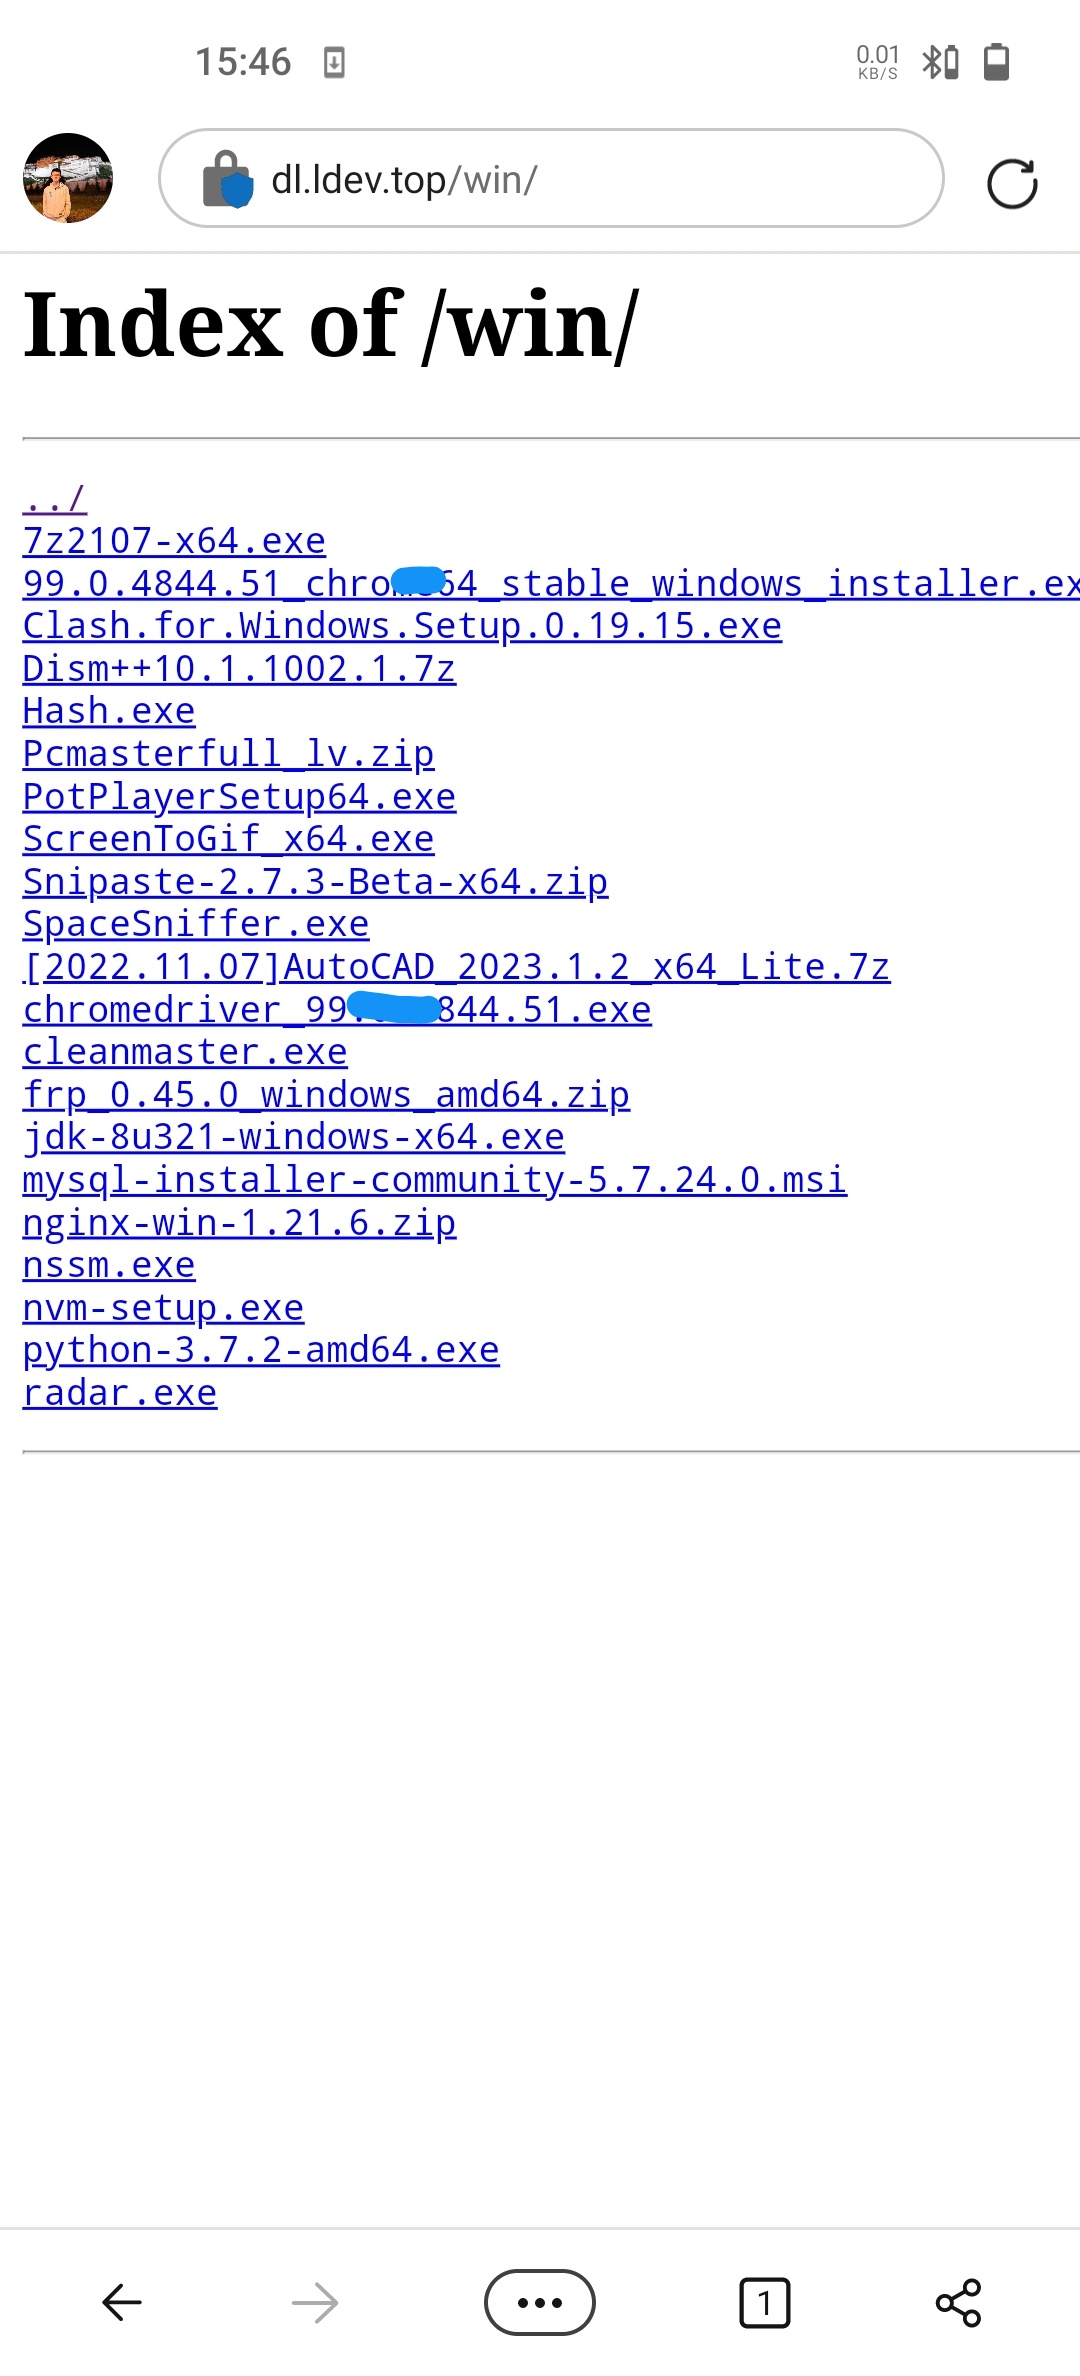 15:46
0.01
KB/S
dl.ldev.top/win/
Index of /win/
../
7z2107-x64.exe
99.0.4844.51_chro 64_stable_windows_installer.ex
Clash.for.Windows.Setup.0.19.15.exe
Dism++10.1.1002.1.7z
Hash.exe
Pcmasterfull_lv.zip
PotPlayerSetup64.exe
ScreenToGif_x64.exe
Snipaste-2.7.3-Beta-x64.zip
SpaceSniffer.exe
[2022.11.07]AutoCAD_2023.1.2_x64_Lite.7z
chromedriver_99. 844.51.exe
cleanmaster.exe
frp_0.45.0_windows_amd64.zip
jdk-8u321-windows-x64.exe
mysql-installer-community-5.7.24.0.msi
nginx-win-1.21.6.zip
nssm.exe
nvm-setup.exe
python-3.7.2-amd64.exe
radar.exe
1